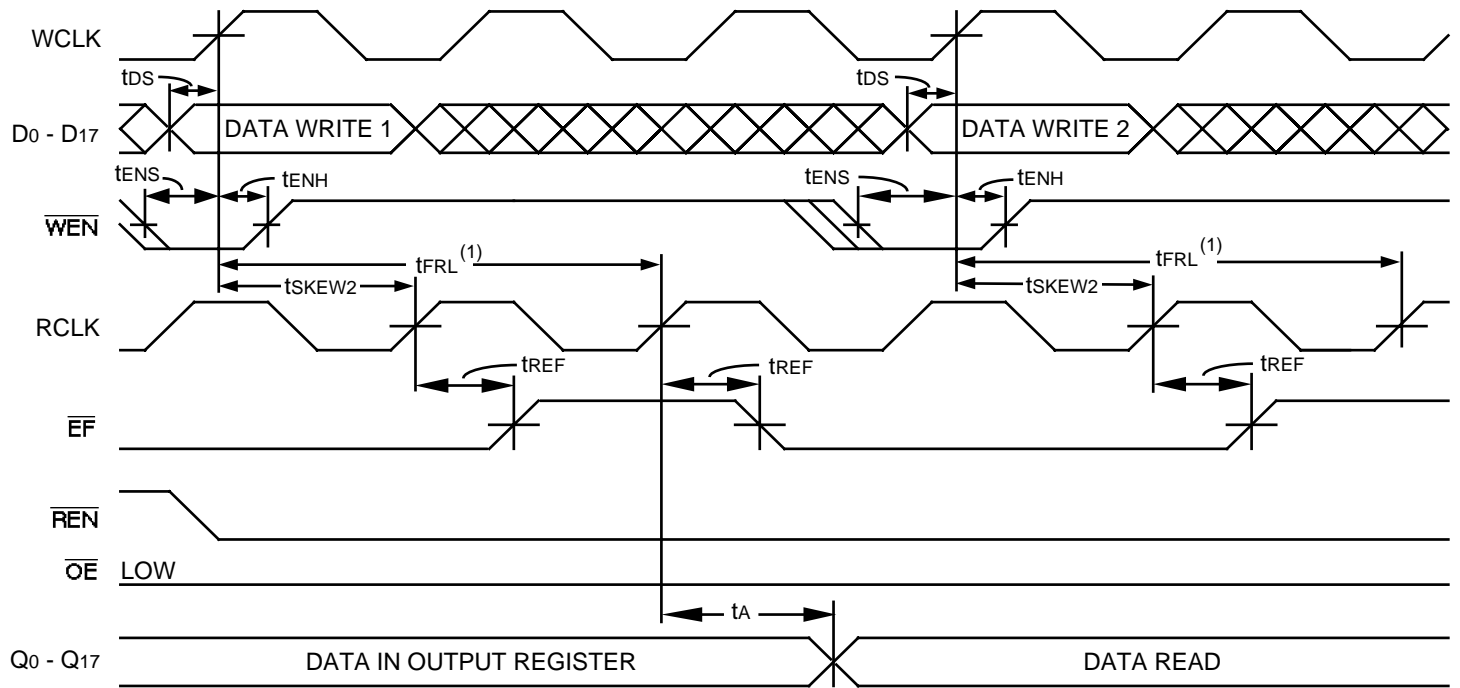 WCLK
tDS tDS
D0 - D17 DATA WRITE 1 DATA WRITE 2
tENS tENH tENS tENH
WEN
tFRL(1) tFRL(1)
tSKEW2 tSKEW2
RCLK
tREF tREF tREF
EF
REN
OE LOW
tA
Q0 - Q17 DATA IN OUTPUT REGISTER DATA READ